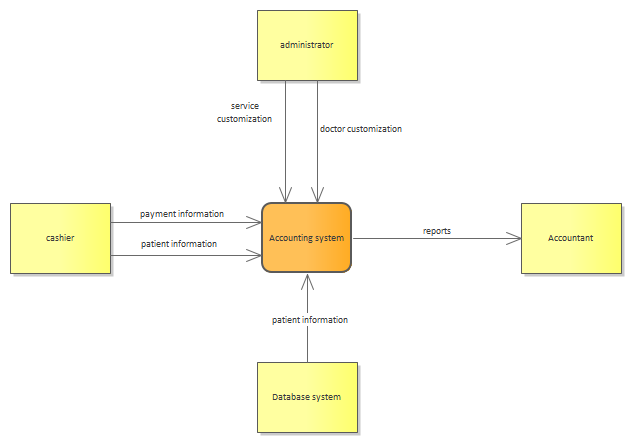 administrator
service
customization
doctor customization
payment information
cashier
patient information
Accounting system
reports
Accountant
patient information
Database system